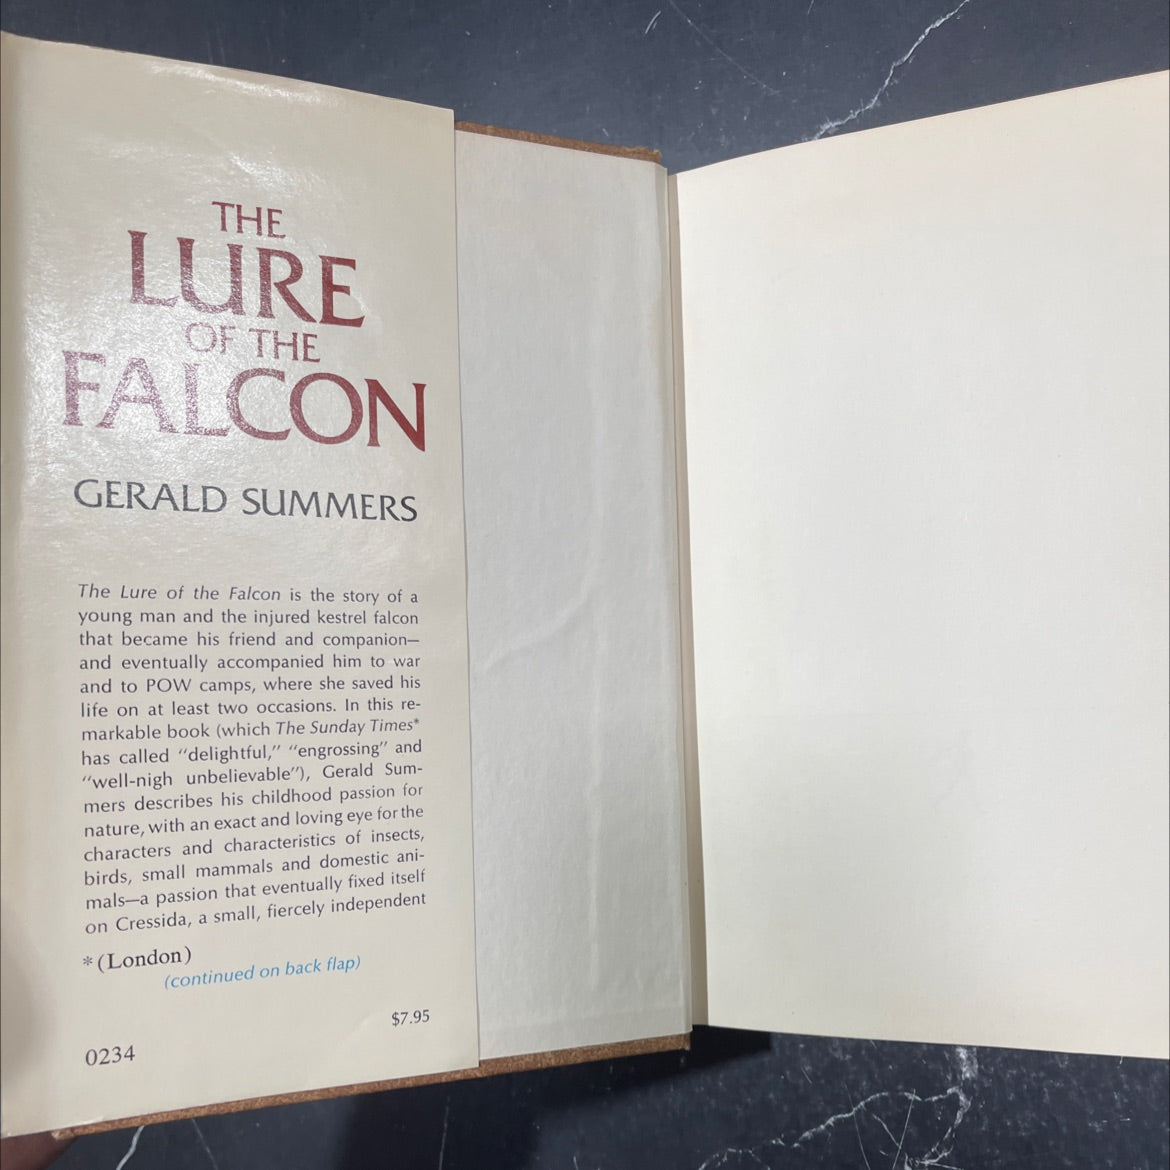 THE
LURE
OF THE
FALCON
GERALD SUMMERS
The Lure of the Falcon is the story of a
young man and the injured kestrel falcon
that became his friend and companion—
and eventually accompanied him to war
and to POW camps, where she saved his
life on at least two occasions. In this re-
markable book (which The Sunday Times*
has called “delightful,” “engrossing” and
“well-nigh unbelievable”), Gerald Sum-
mers describes his childhood passion for
nature, with an exact and loving eye for the
characters and characteristics of insects,
birds, small mammals and domestic ani-
mals—a passion that eventually fixed itself
on Cressida, a small, fiercely independent
*(London)
(continued on back flap)
$7.95
0234